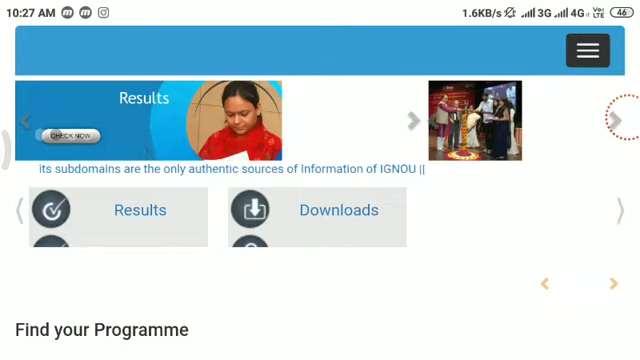 10:27 AM
1.6KB/s 3G 4G VoLTE 46
Results
CHECK NOW
its subdomains are the only authentic sources of Information of IGNOU ||
Results
Downloads
Find your Programme